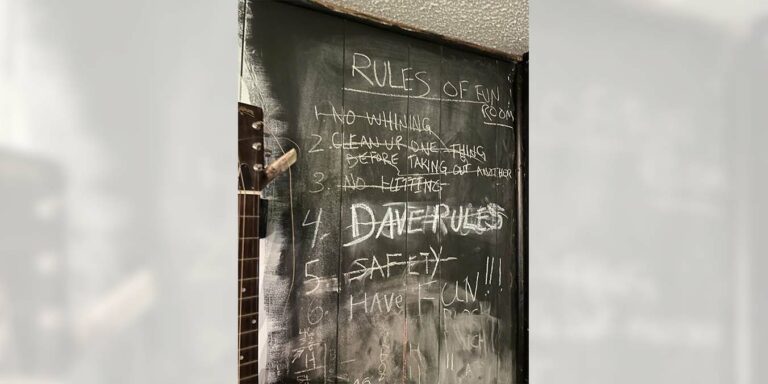 RULES OF FUN
ROOM
1. NO WHINING
2. CLEAN UP ONE THING
BEFORE TAKING OUT ANOTHER
3. NO HITTING
4. DAVE RULES
5. SAFETY
6. HAVE FUN!!!